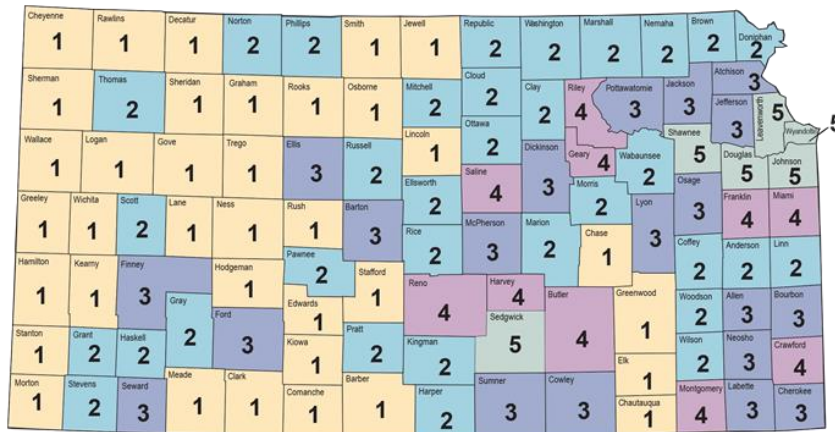 Cheyenne
1
Rawlins
1
Decatur
1
Norton
2
Phillips
2
Smith
1
Jewell
1
Republic
2
Washington
2
Marshall
2
Nemaha
2
Brown
2
Doniphan
2
Sherman
1
Thomas
2
Sheridan
1
Graham
1
Rooks
1
Osborne
1
Mitchell
2
Cloud
2
Clay
2
Riley
4
Pottawatomie
3
Jackson
3
Atchison
3
Jefferson
3
Leavenworth
5
Wyandotte
5
Wallace
1
Logan
1
Gove
1
Trego
1
Ellis
3
Russell
2
Lincoln
1
Ottawa
2
Saline
4
Dickinson
3
Geary
4
Wabaunsee
2
Shawnee
5
Douglas
5
Johnson
5
Greeley
1
Wichita
1
Scott
2
Lane
1
Ness
1
Rush
1
Barton
3
Ellsworth
2
Rice
2
McPherson
3
Marion
2
Morris
2
Chase
1
Lyon
3
Osage
3
Franklin
4
Miami
4
Hamilton
1
Kearny
1
Finney
3
Hodgeman
1
Pawnee
2
Stafford
1
Edwards
1
Reno
4
Harvey
4
Sedgwick
5
Butler
4
Greenwood
1
Coffey
2
Anderson
2
Linn
2
Woodson
2
Allen
3
Bourbon
3
Stanton
1
Grant
2
Haskell
2
Gray
2
Ford
3
Kiowa
1
Pratt
2
Kingman
2
Elk
1
Wilson
2
Neosho
3
Crawford
4
Morton
1
Stevens
2
Seward
3
Meade
1
Clark
1
Comanche
1
Barber
1
Harper
2
Sumner
3
Cowley
3
Chautauqua
1
Montgomery
4
Labette
3
Cherokee
3